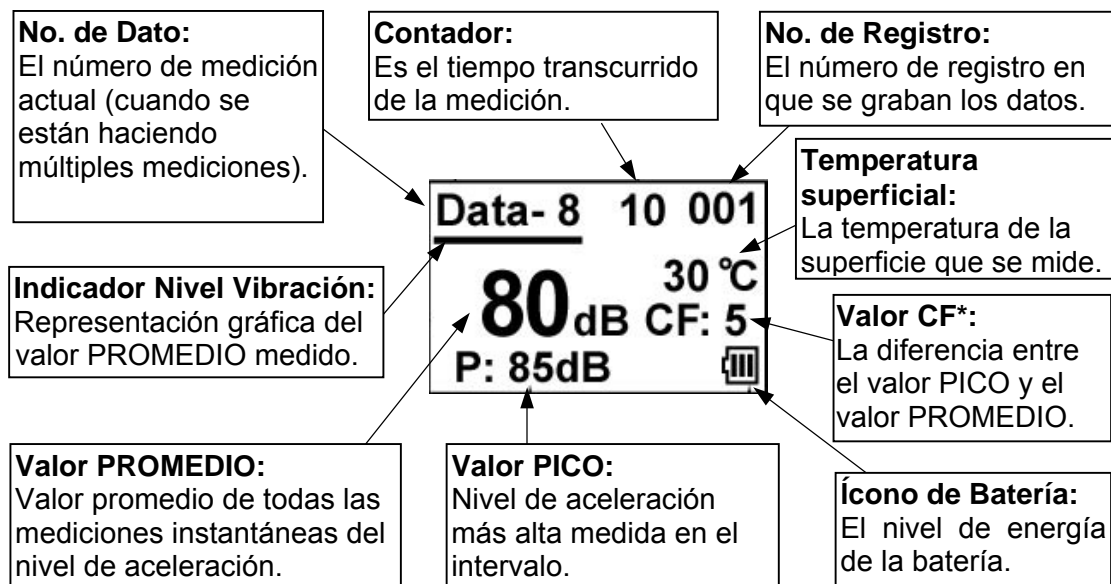 No. de Dato:
El número de medición
actual (cuando se
están haciendo
múltiples mediciones).
Contador:
Es el tiempo transcurrido
de la medición.
No. de Registro:
El número de registro en
que se graban los datos.
Temperatura
superficial:
La temperatura de la
superficie que se mide.
Data- 8 10 001
30 °C
80 dB CF: 5
P: 85dB
Indicador Nivel Vibración:
Representación gráfica del
valor PROMEDIO medido.
Valor CF*:
La diferencia entre
el valor PICO y el
valor PROMEDIO.
Valor PROMEDIO:
Valor promedio de todas las
mediciones instantáneas del
nivel de aceleración.
Valor PICO:
Nivel de aceleración
más alta medida en el
intervalo.
Ícono de Batería:
El nivel de energía
de la batería.